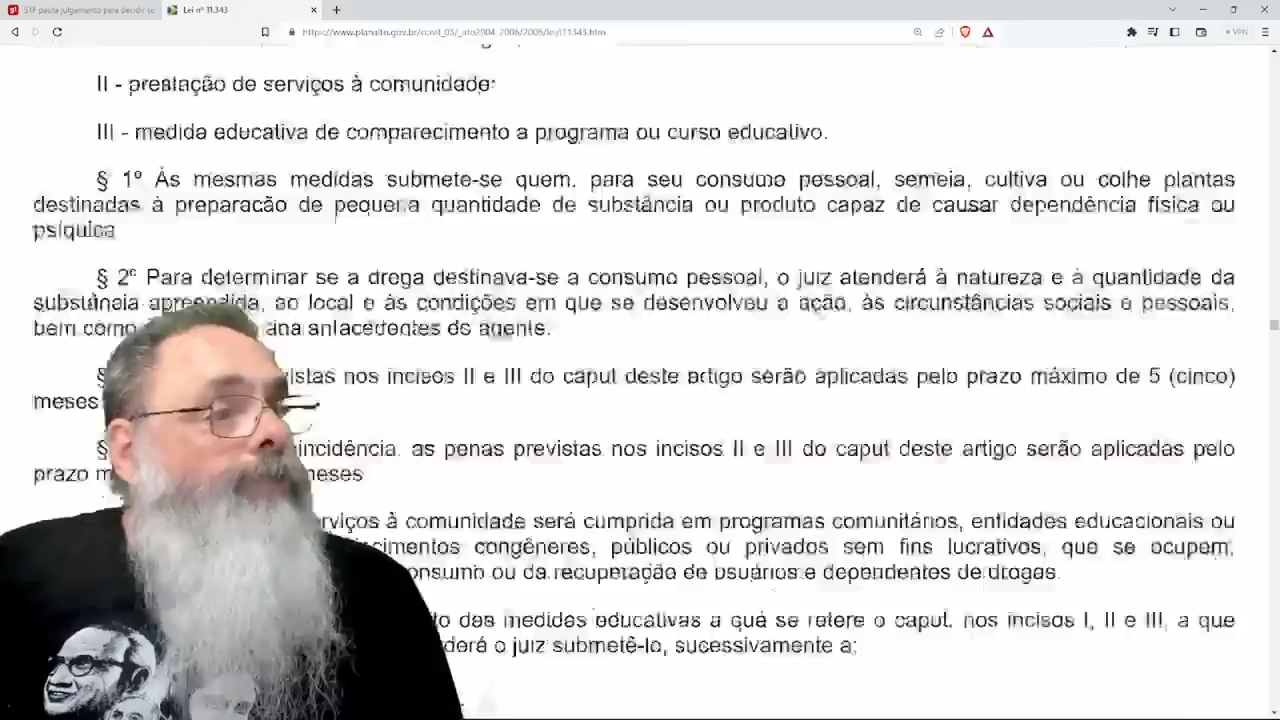 STF pauta julgamento para decidir se
Lei nº 11.343
https://www.planalto.gov.br/ccivil_03/_ato2004-2006/2006/lei/l11343.htm
VPN
II - prestação de serviços à comunidade
III - medida educativa de comparecimento a programa ou curso educativo.
§ 1º Às mesmas medidas submete-se quem, para seu consumo pessoal, semeia, cultiva ou colhe plantas
destinadas à preparação de pequena quantidade de substância ou produto capaz de causar dependência física ou
psíquica
§ 2º Para determinar se a droga destinava-se a consumo pessoal, o juiz atenderá à natureza e à quantidade da
substância apreendida, ao local e às condições em que se desenvolveu a ação, às circunstâncias sociais e pessoais,
bem como antecedentes do agente.
§ vistas nos incisos II e III do caput deste artigo serão aplicadas pelo prazo máximo de 5 (cinco)
meses
§ incidência, as penas previstas nos incisos II e III do caput deste artigo serão aplicadas pelo
prazo m meses
rviços à comunidade será cumprida em programas comunitários, entidades educacionais ou
cimentos congêneres, públicos ou privados sem fins lucrativos, que se ocupem,
onsumo ou da recuperação de usuários e dependentes de drogas.
to das medidas educativas a que se refere o caput, nos incisos I, II e III, a que
derá o juiz submetê-lo, sucessivamente a: